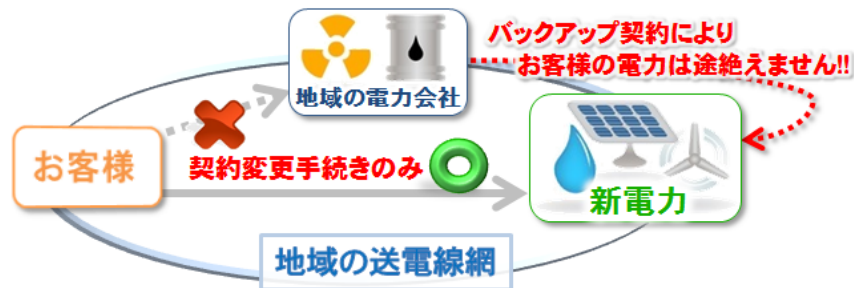 バックアップ契約により
お客様の電力は途絶えません!!
地域の電力会社
お客様
契約変更手続きのみ
新電力
地域の送電線網